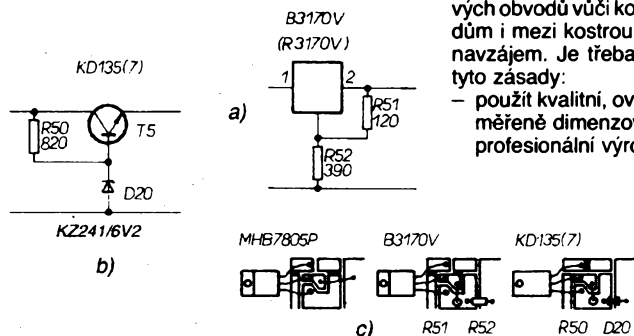 B3170V
(R3170V)
1
2
R51
120
R52
390
a)
KD135(7)
R50
820
T5
D20
KZ241/6V2
b)
vých obvodů vůči ko
dům i mezi kostrou
navzájem. Je třeba
tyto zásady:
– použít kvalitní, ov
měřeně dimenzov
profesionální výro
MHB7805P
B3170V
KD135(7)
R51 R52
R50 D20
c)